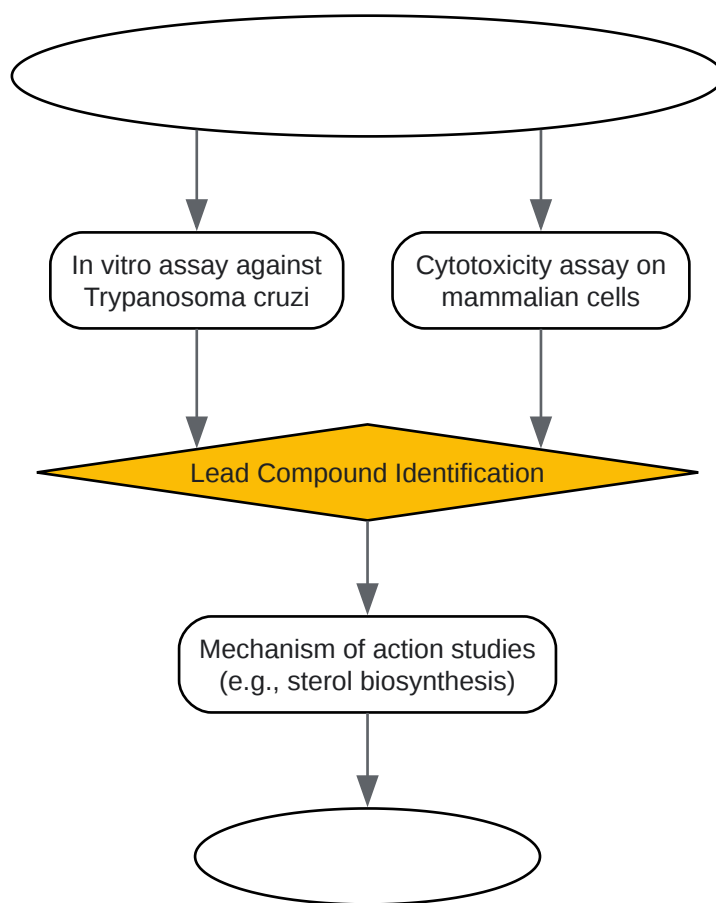 In vitro assay against
Trypanosoma cruzi
Cytotoxicity assay on
mammalian cells
Lead Compound Identification
Mechanism of action studies
(e.g., sterol biosynthesis)